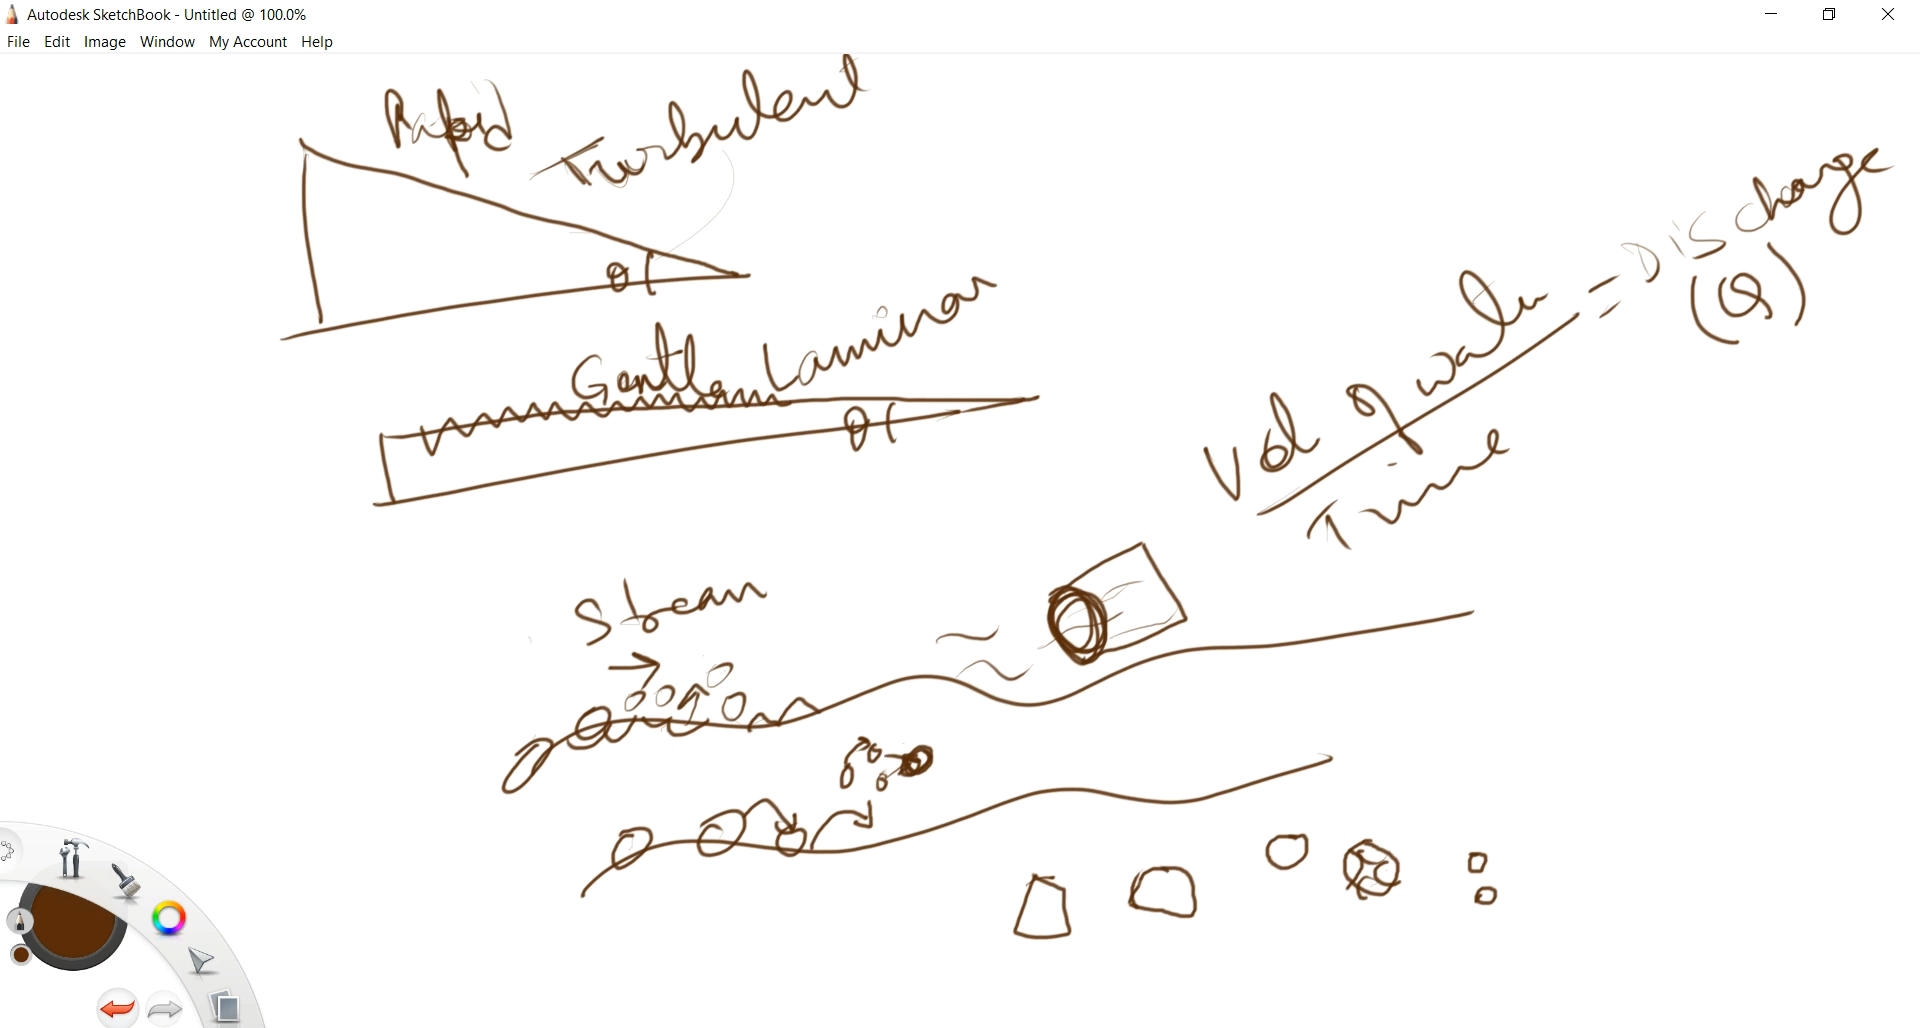 Autodesk SketchBook - Untitled @ 100.0%
File Edit Image Window My Account Help
Rapid
Turbulent
θ
Gentle Laminar
θ
Vol of water = Discharge
Time
(Q)
Stream